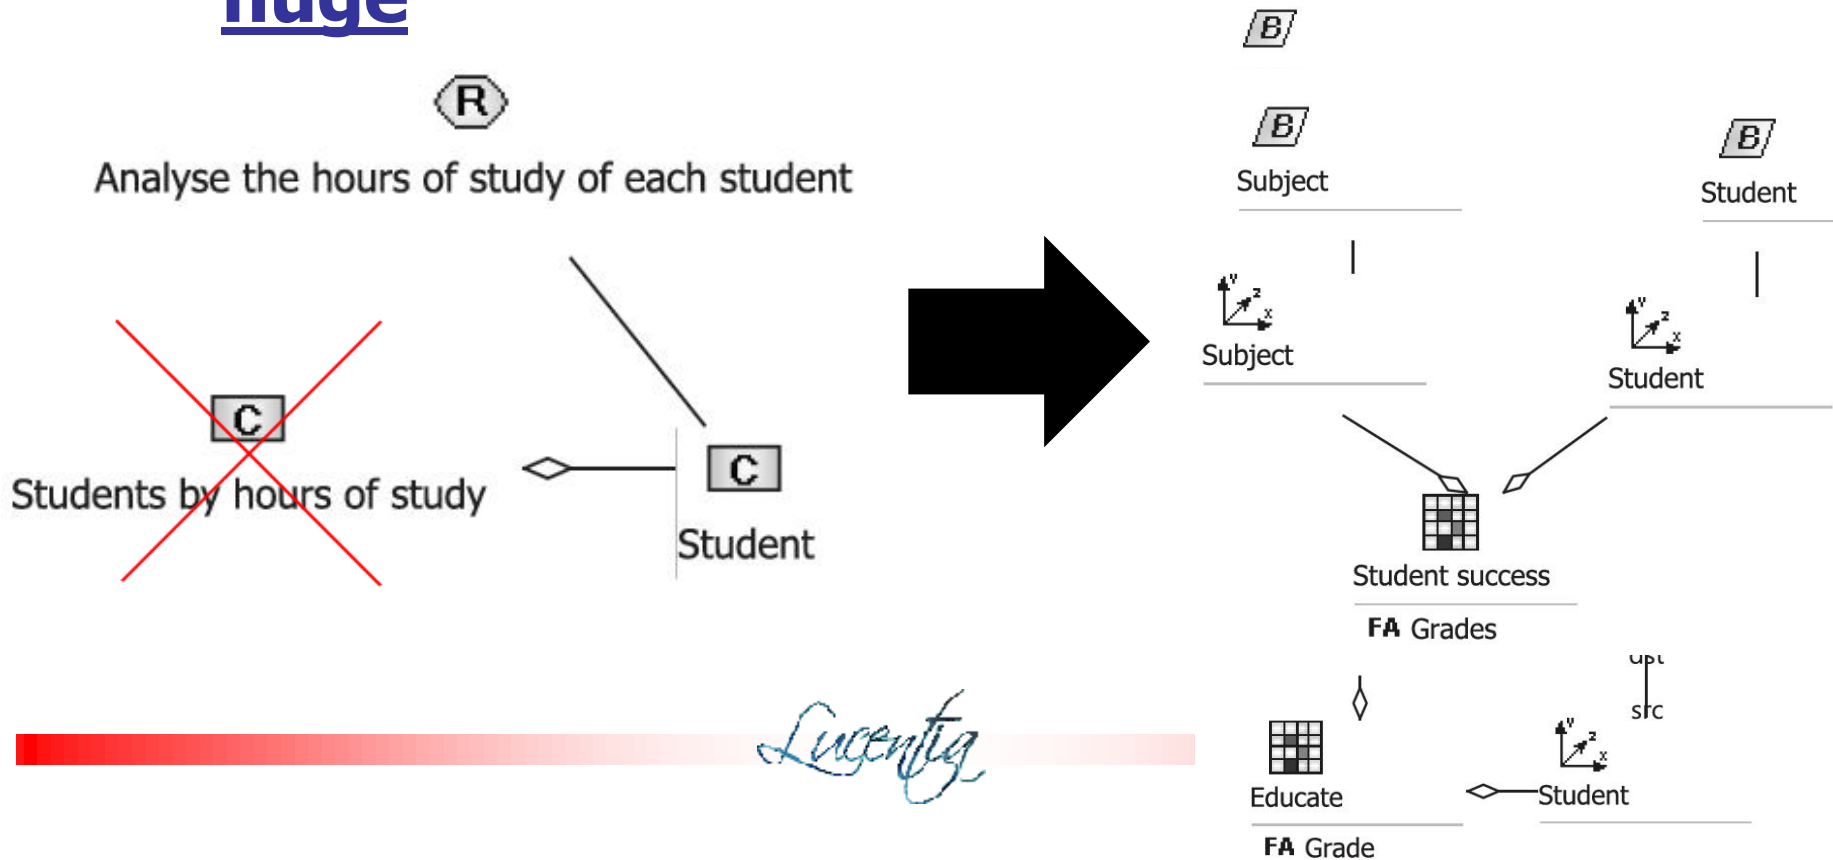 huge
R
Analyse the hours of study of each student
C
Students by hours of study
C
Student
B
B
Subject
B
Student
Y
Z
X
Subject
Y
Z
X
Student
Student success
FA Grades
dst
src
Y
Z
X
Educate
Student
FA Grade
Lucentia